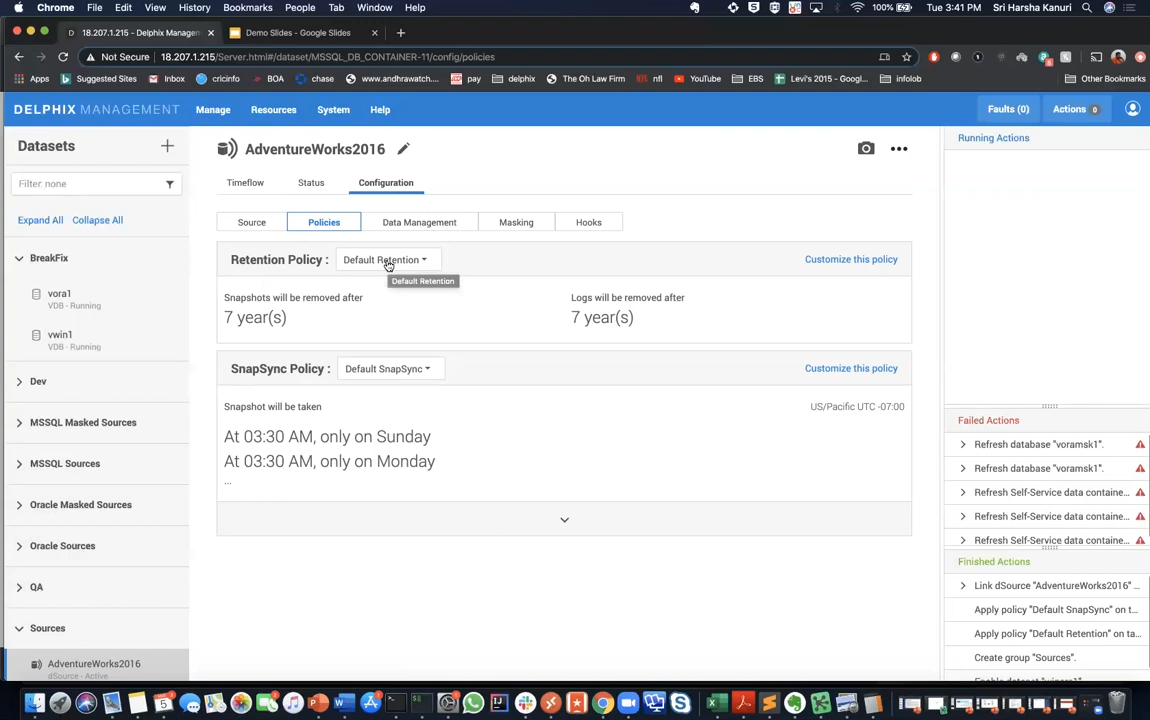 Chrome File Edit View History Bookmarks People Tab Window Help 100% Tue 3:41 PM Sri Harsha Kanuri
18.207.1.215 - Delphix Managem Demo Slides - Google Slides
Not Secure 18.207.1.215/Server.html#/dataset/MSSQL_DB_CONTAINER-11/config/policies
Apps Suggested Sites Inbox cricinfo BOA chase www.andhrawatch.... pay delphix The Oh Law Firm nfl YouTube EBS Levi's 2015 - Googl... infolob Other Bookmarks
DELPHIX MANAGEMENT Manage Resources System Help Faults (0) Actions 0
Datasets
Filter: none
Expand All Collapse All
BreakFix
vora1
VDB - Running
vwin1
VDB - Running
Dev
MSSQL Masked Sources
MSSQL Sources
Oracle Masked Sources
Oracle Sources
QA
Sources
AdventureWorks2016
dSource - Active
AdventureWorks2016
Timeflow Status Configuration
Source Policies Data Management Masking Hooks
Retention Policy : Default Retention Customize this policy
Default Retention
Snapshots will be removed after Logs will be removed after
7 year(s) 7 year(s)
SnapSync Policy : Default SnapSync Customize this policy
Snapshot will be taken US/Pacific UTC -07:00
At 03:30 AM, only on Sunday
At 03:30 AM, only on Monday
...
Running Actions
Failed Actions
Refresh database "voramsk1".
Refresh database "voramsk1".
Refresh Self-Service data containe...
Refresh Self-Service data containe...
Refresh Self-Service data containe...
Finished Actions
Link dSource "AdventureWorks2016" ...
Apply policy "Default SnapSync" on t...
Apply policy "Default Retention" on ta...
Create group "Sources".